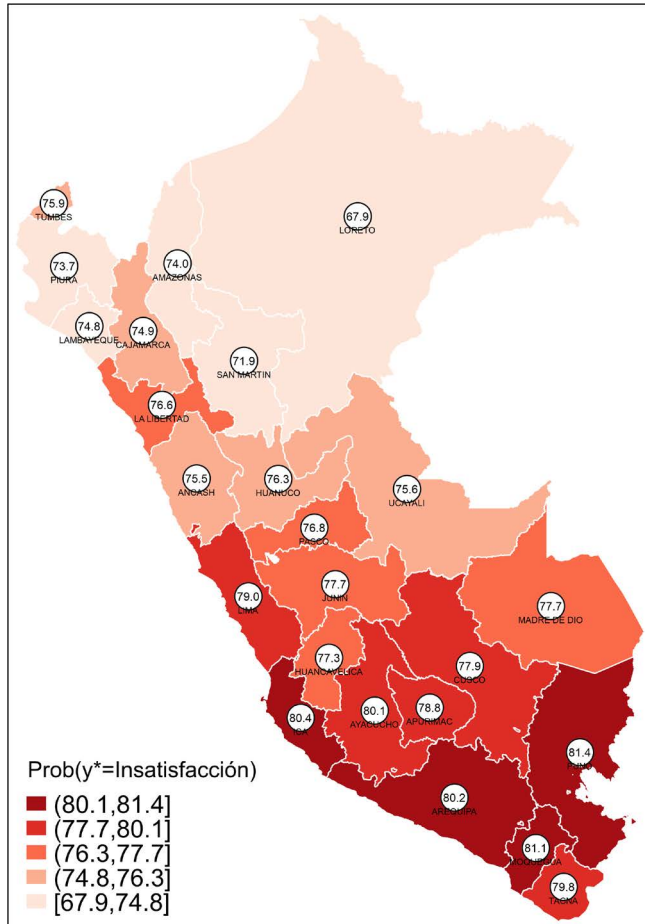 75.9
TUMBES
67.9
LORETO
73.7
PIURA
74.0
AMAZONAS
74.8
LAMBAYEQUE
74.9
CAJAMARCA
71.9
SAN MARTIN
76.6
LA LIBERTAD
75.5
ANCASH
76.3
HUANUCO
75.6
UCAYALI
76.8
PASCO
77.7
JUNIN
79.0
LIMA
77.7
MADRE DE DIO
77.3
HUANCAVELICA
77.9
CUSCO
80.4
ICA
80.1
AYACUCHO
78.8
APURIMAC
81.4
PUNO
80.2
AREQUIPA
81.1
MOQUEGUA
79.8
TACNA
Prob(y*=Insatisfacción)
(80.1,81.4]
(77.7,80.1]
(76.3,77.7]
(74.8,76.3]
[67.9,74.8]